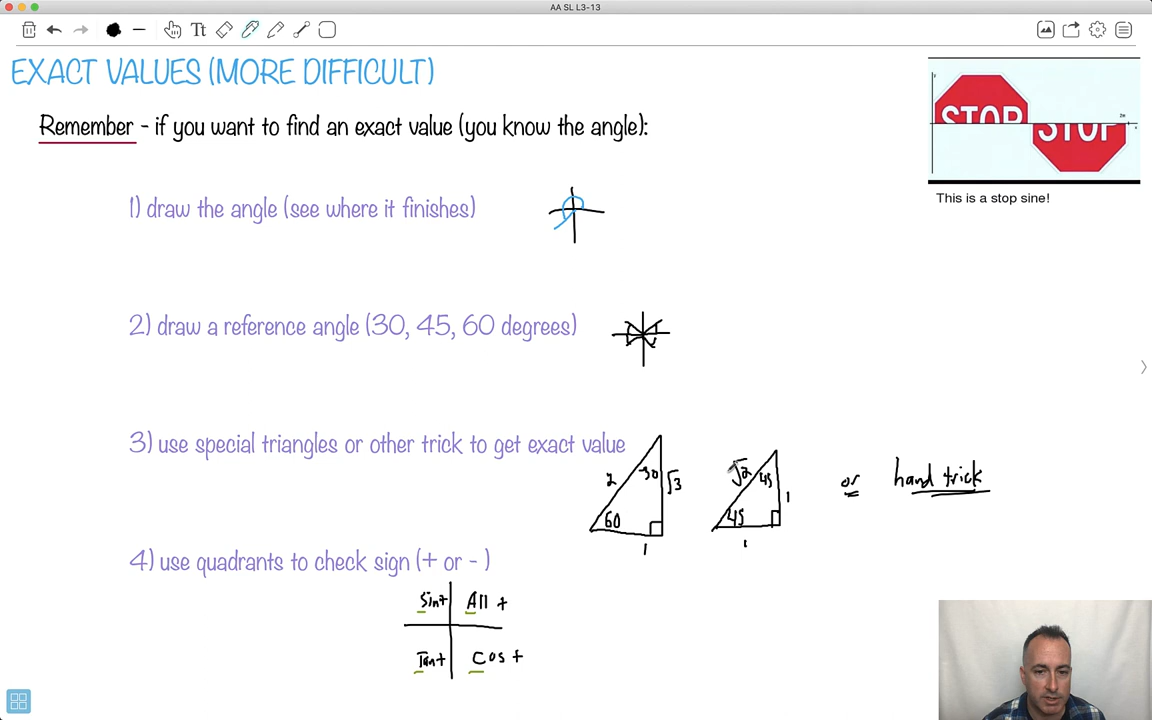 AA SL L3-13
Tt
EXACT VALUES (MORE DIFFICULT)
STOP
STOP
2π
Remember - if you want to find an exact value (you know the angle):
This is a stop sine!
1) draw the angle (see where it finishes)
2) draw a reference angle (30, 45, 60 degrees)
3) use special triangles or other trick to get exact value
2 30 √3
60
1
√2 45 1
45
1
or hand trick
4) use quadrants to check sign (+ or - )
Sin+ All +
Tan+ Cos +